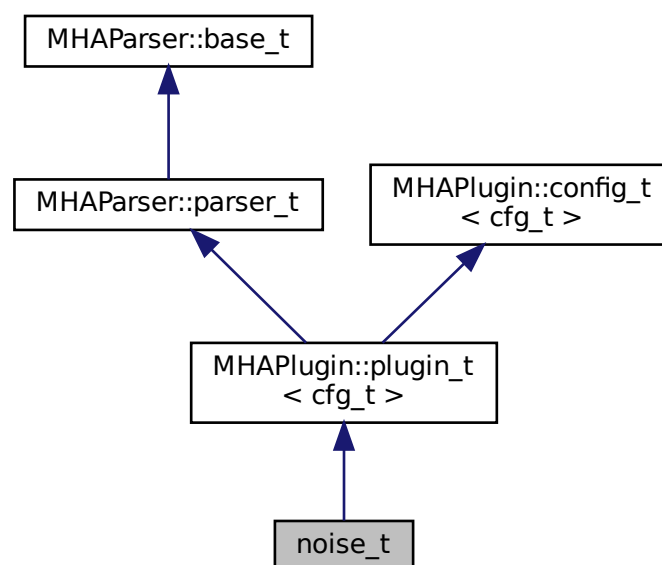 MHAParser::base_t
MHAParser::parser_t
MHAPlugin::config_t
< cfg_t >
MHAPlugin::plugin_t
< cfg_t >
noise_t